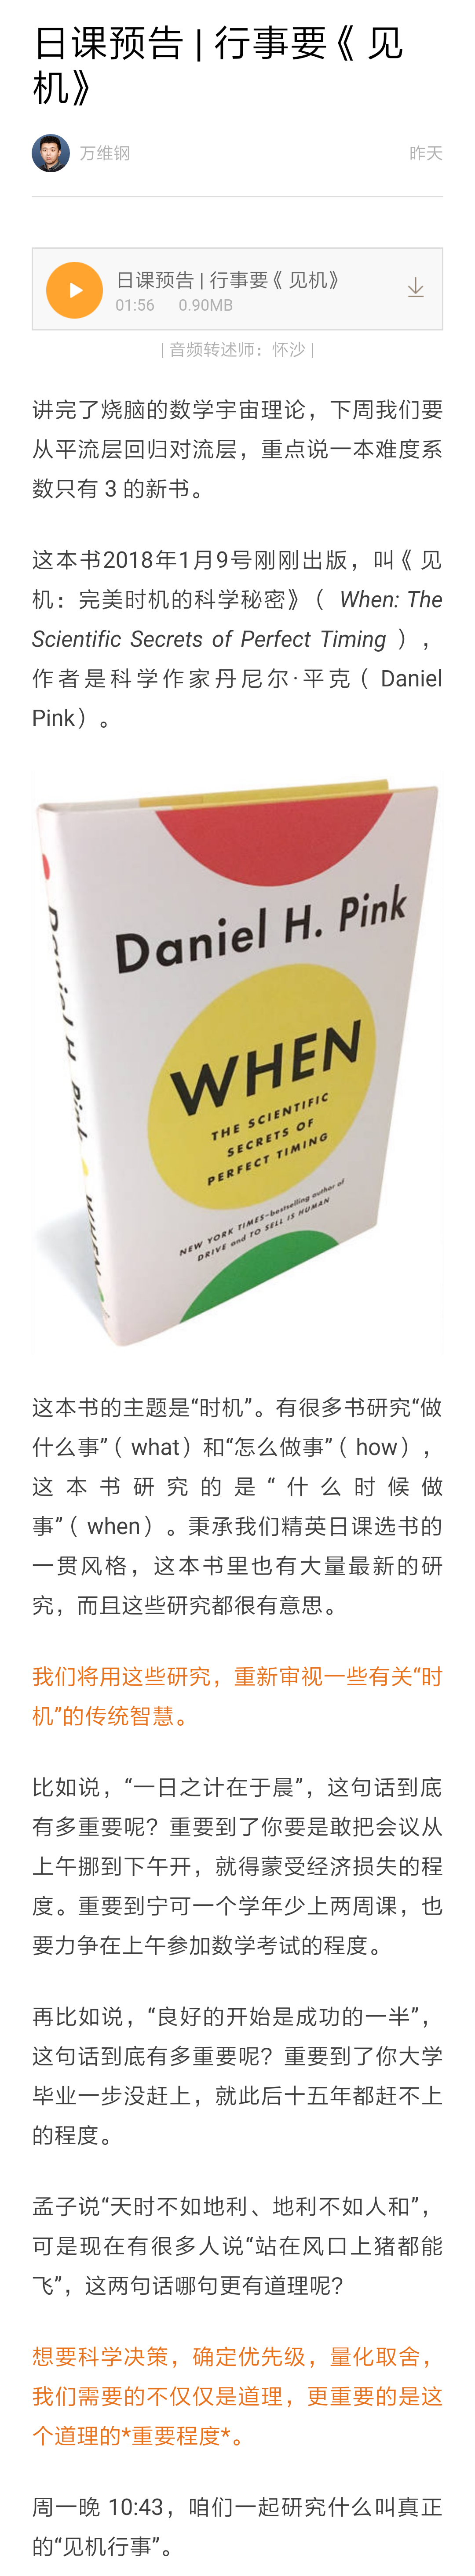 日课预告 | 行事要《 见
机》
万维钢
昨天
日课预告 | 行事要《 见机》
01:56 0.90MB
| 音频转述师：怀沙 |
讲完了烧脑的数学宇宙理论，下周我们要
从平流层回归对流层，重点说一本难度系
数只有 3 的新书。
这本书2018年1月9号刚刚出版，叫《 见
机：完美时机的科学秘密》（ When: The
Scientific Secrets of Perfect Timing ），
作者是科学作家丹尼尔·平克（ Daniel
Pink）。
Daniel H. Pink
WHEN
Daniel H. Pink
WHEN
THE SCIENTIFIC
SECRETS OF
PERFECT TIMING
NEW YORK TIMES–bestselling author of
DRIVE and TO SELL IS HUMAN
这本书的主题是“时机”。有很多书研究“做
什么事”（ what）和“怎么做事”（ how），
这本书研究的是“什么时候做
事”（ when）。秉承我们精英日课选书的
一贯风格，这本书里也有大量最新的研
究，而且这些研究都很有意思。
我们将用这些研究，重新审视一些有关“时
机”的传统智慧。
比如说，“一日之计在于晨”，这句话到底
有多重要呢？重要到了你要是敢把会议从
上午挪到下午开，就得蒙受经济损失的程
度。重要到宁可一个学年少上两周课，也
要力争在上午参加数学考试的程度。
再比如说，“良好的开始是成功的一半”，
这句话到底有多重要呢？重要到了你大学
毕业一步没赶上，就此后十五年都赶不上
的程度。
孟子说“天时不如地利、地利不如人和”，
可是现在有很多人说“站在风口上猪都能
飞”，这两句话哪句更有道理呢？
想要科学决策，确定优先级，量化取舍，
我们需要的不仅仅是道理，更重要的是这
个道理的*重要程度*。
周一晚 10:43，咱们一起研究什么叫真正
的“见机行事”。